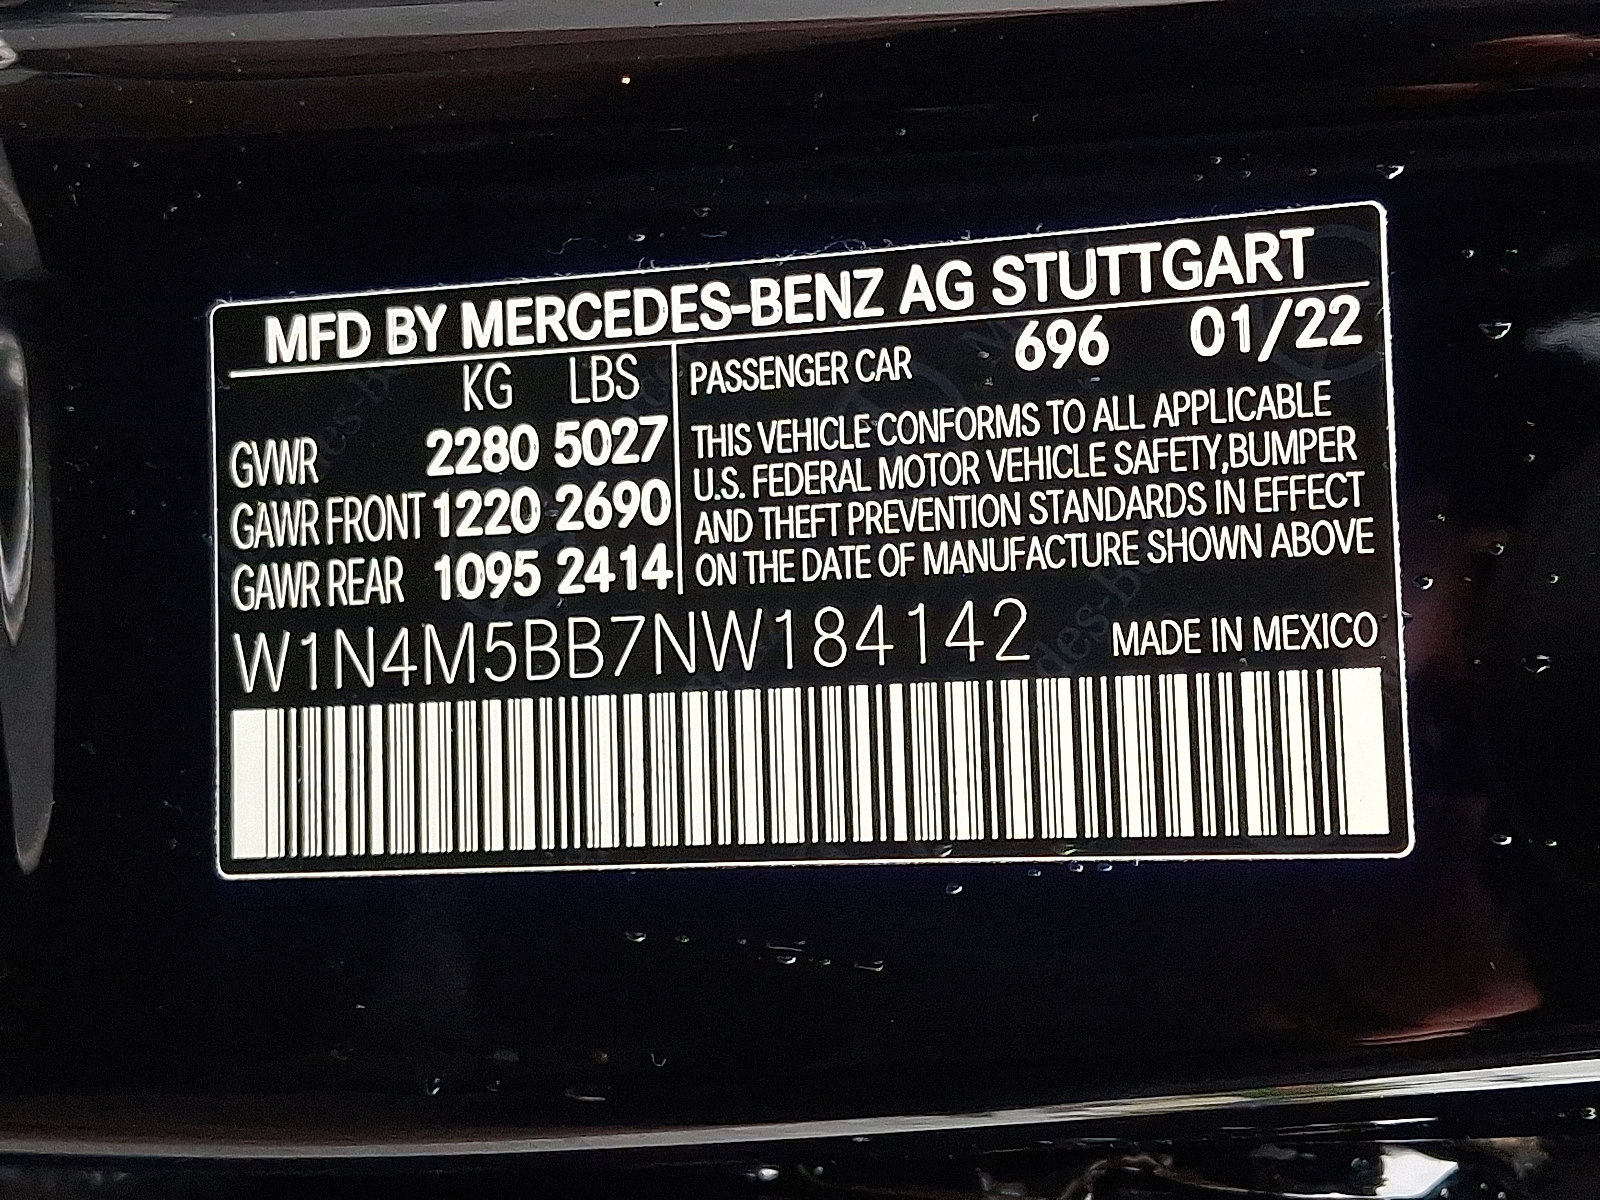 MFD BY MERCEDES-BENZ AG STUTTGART
KG LBS
GVWR 2280 5027
GAWR FRONT 1220 2690
GAWR REAR 1095 2414
PASSENGER CAR 696 01/22
THIS VEHICLE CONFORMS TO ALL APPLICABLE
U.S. FEDERAL MOTOR VEHICLE SAFETY,BUMPER
AND THEFT PREVENTION STANDARDS IN EFFECT
ON THE DATE OF MANUFACTURE SHOWN ABOVE
W1N4M5BB7NW184142 MADE IN MEXICO